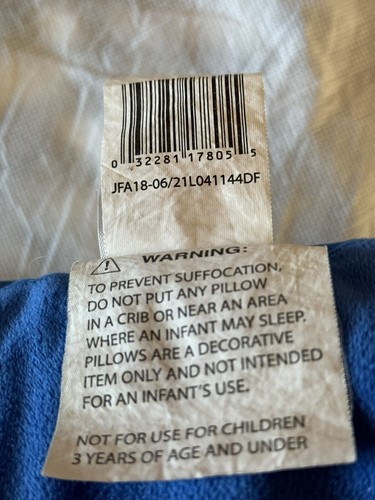 0 32281 17805 5
JFA18-06/21L041144DF
WARNING:
TO PREVENT SUFFOCATION,
DO NOT PUT ANY PILLOW
IN A CRIB OR NEAR AN AREA
WHERE AN INFANT MAY SLEEP.
PILLOWS ARE A DECORATIVE
ITEM ONLY AND NOT INTENDED
FOR AN INFANT'S USE.
NOT FOR USE FOR CHILDREN
3 YEARS OF AGE AND UNDER